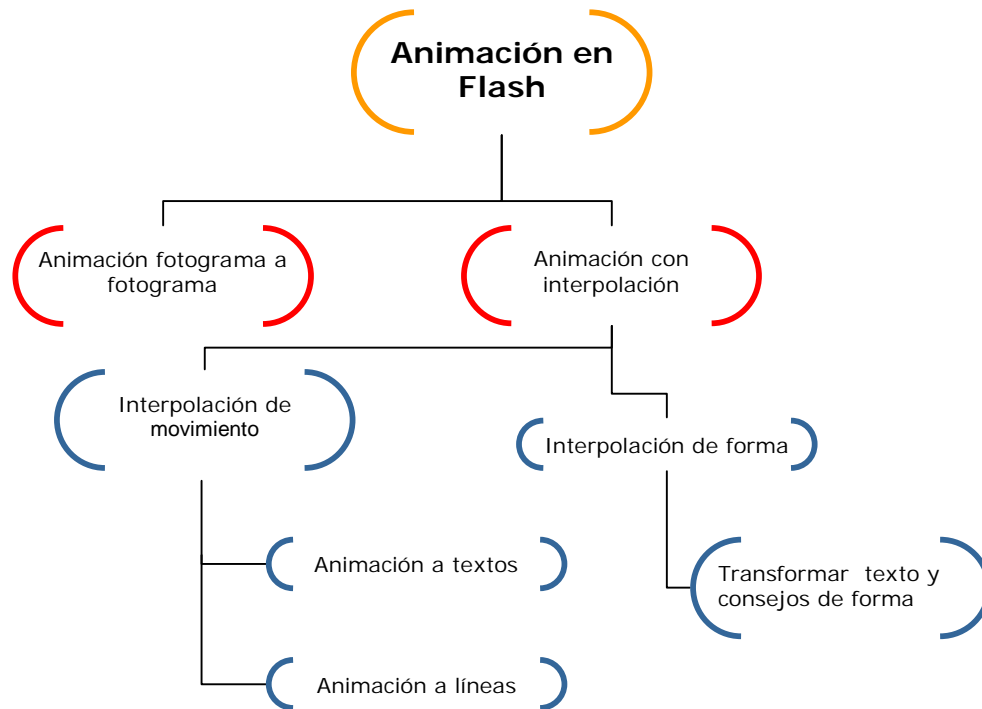 Animación en
Flash
Animación fotograma a
fotograma
Animación con
interpolación
Interpolación de
movimiento
Interpolación de forma
Animación a textos
Transformar texto y
consejos de forma
Animación a líneas